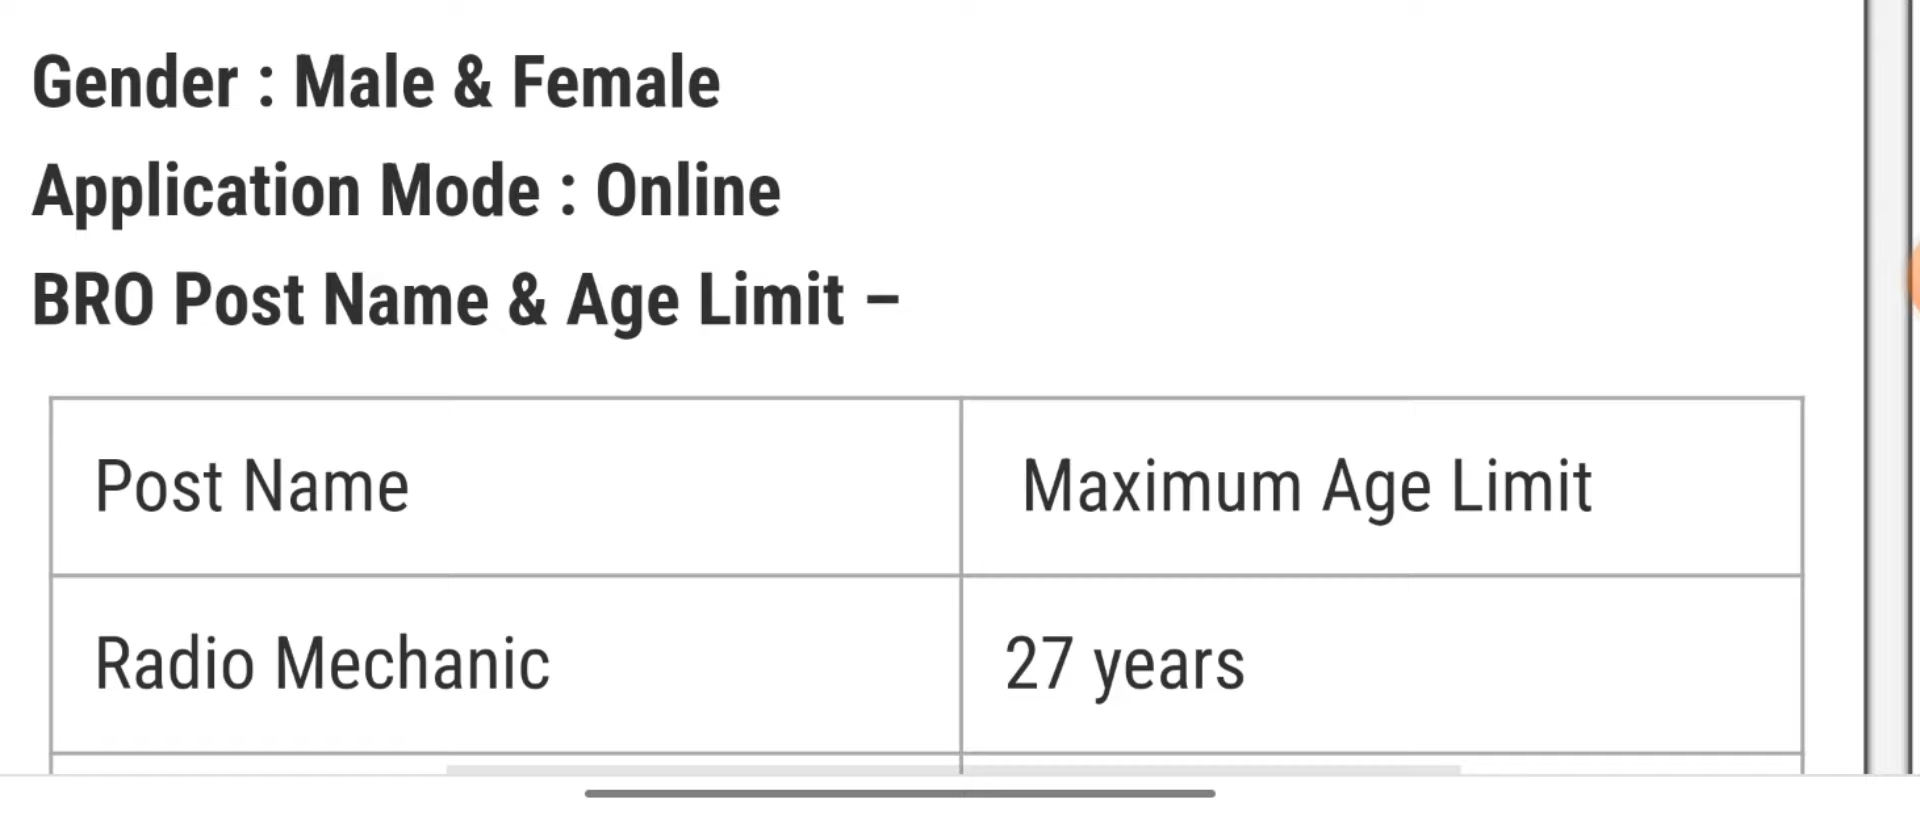 Gender : Male & Female
Application Mode : Online
BRO Post Name & Age Limit –
Post Name Maximum Age Limit
Radio Mechanic 27 years